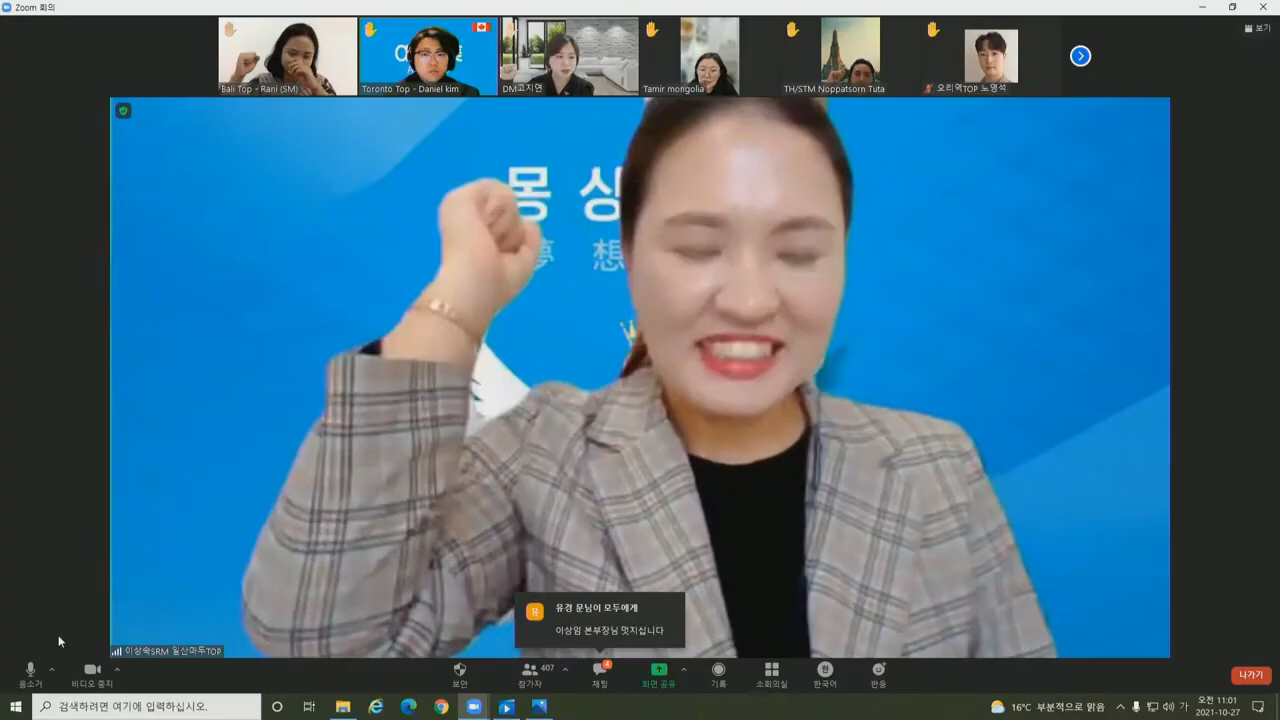 Zoom 회의
보기
Bali Top - Rani (SM)
Toronto Top - Daniel kim
DM고지연
Tamir mongolia
TH/STM Noppatsorn Tuta
오리역TOP 노영석
몽 상
夢 想
유
유경 문님이 모두에게
이상임 본부장님 멋지십니다
이상숙SRM 일산마두TOP
음소거
비디오 중지
보안
407
참가자
4
채팅
화면 공유
기록
소회의실
한
한국어
반응
나가기
검색하려면 여기에 입력하십시오.
16°C 부분적으로 맑음
가
오전 11:01
2021-10-27